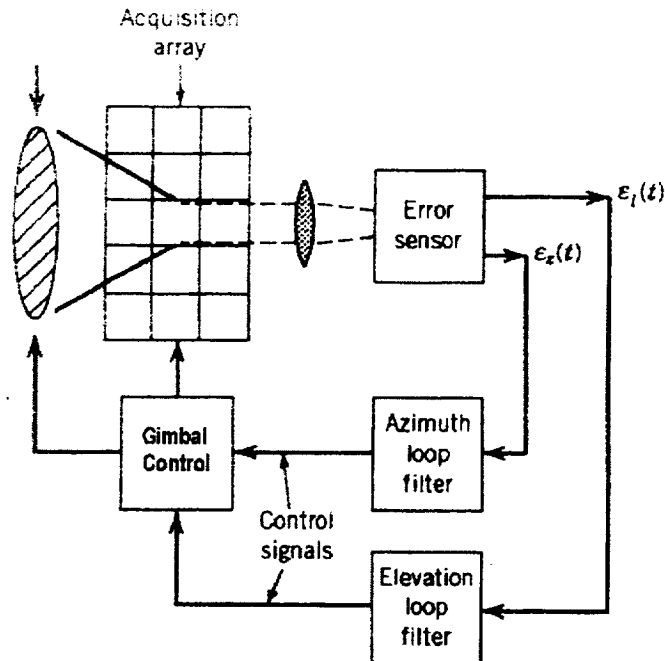 Acquisition
array
Error
sensor
ε_l(t)
ε_z(t)
Gimbal
Control
Azimuth
loop
filter
Control
signals
Elevation
loop
filter